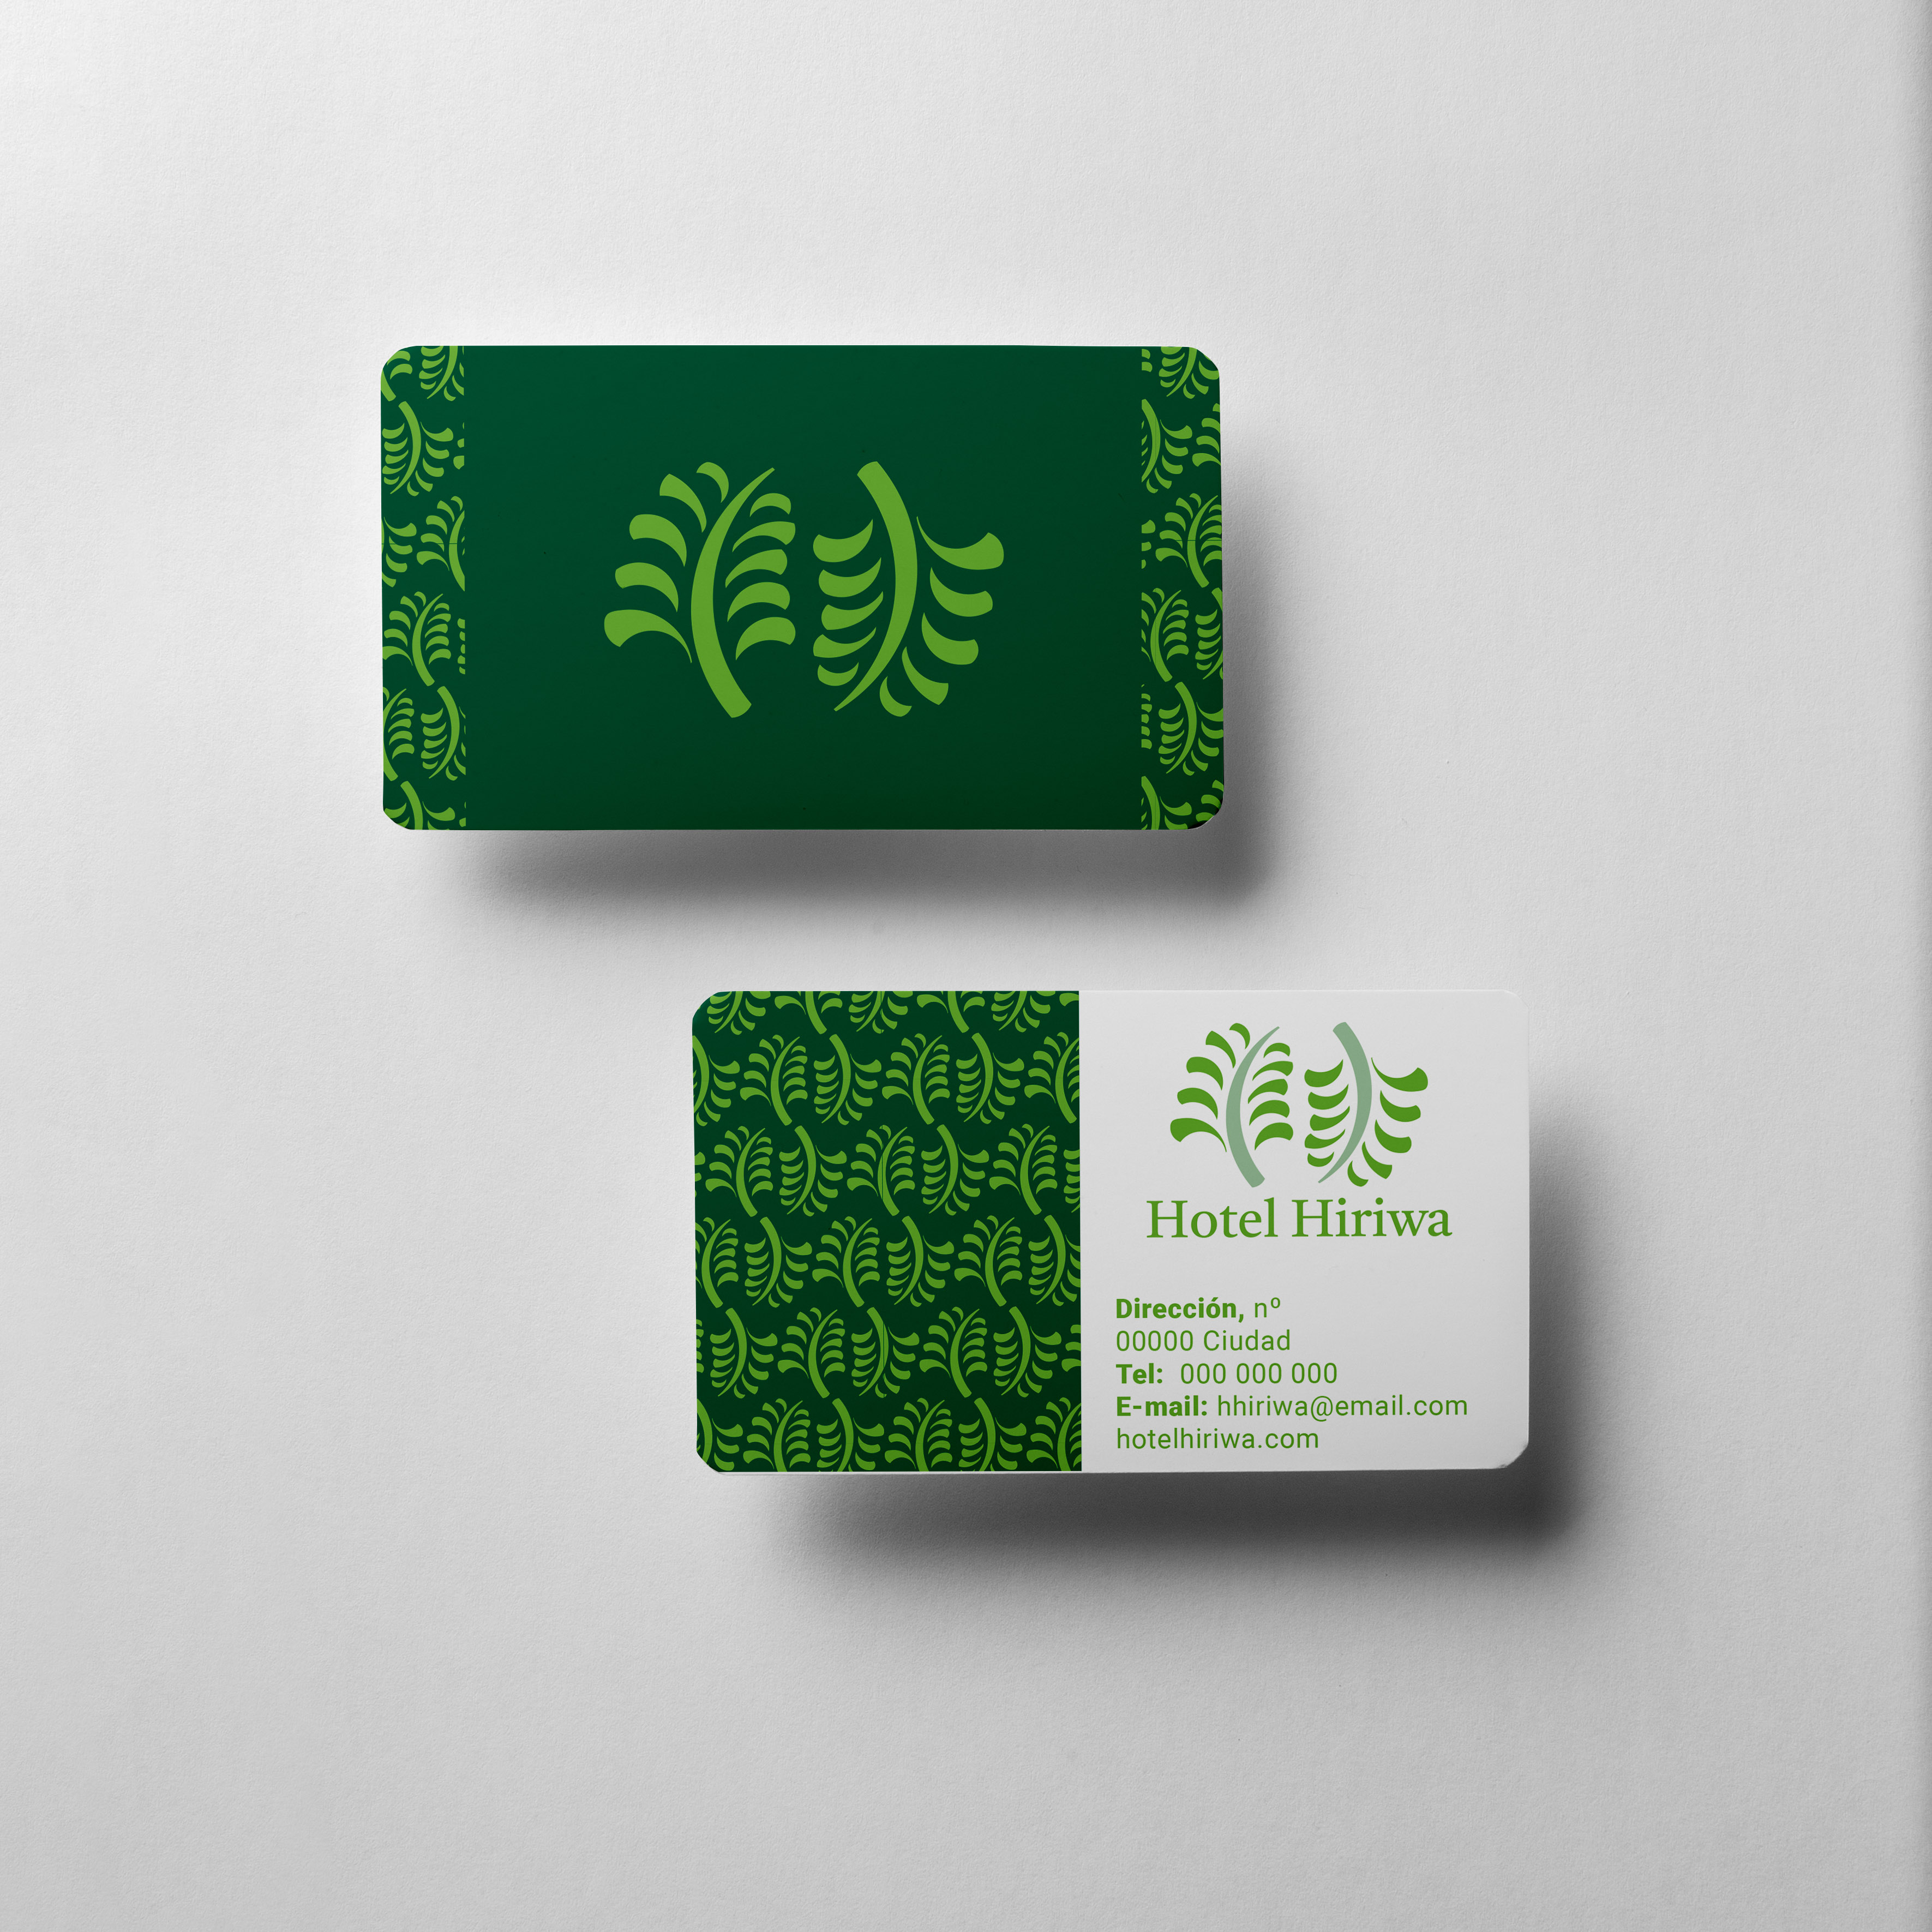 Hotel Hiriwa
Dirección, nº
00000 Ciudad
Tel: 000 000 000
E-mail: hhiriwa@email.com
hotelhiriwa.com